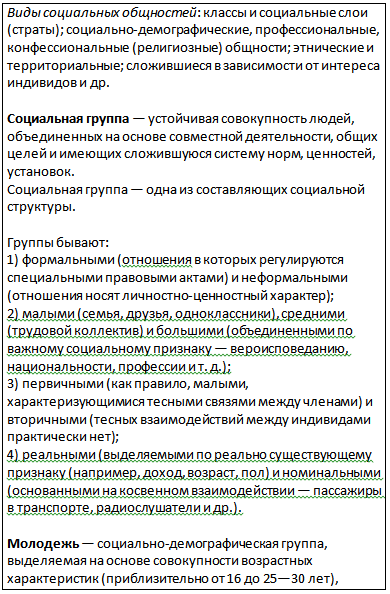 Виды социальных общностей: классы и социальные слои
(страты); социально-демографические, профессиональные,
конфессиональные (религиозные) общности; этнические и
территориальные; сложившиеся в зависимости от интереса
индивидов и др.
Социальная группа — устойчивая совокупность людей,
объединенных на основе совместной деятельности, общих
целей и имеющих сложившуюся систему норм, ценностей,
установок.
Социальная группа — одна из составляющих социальной
структуры.
Группы бывают:
1) формальными (отношения в которых регулируются
специальными правовыми актами) и неформальными
(отношения носят личностно-ценностный характер);
2) малыми (семья, друзья, одноклассники), средними
(трудовой коллектив) и большими (объединенными по
важному социальному признаку — вероисповеданию,
национальности, профессии и т. д.);
3) первичными (как правило, малыми,
характеризующимися тесными связями между членами) и
вторичными (тесных взаимодействий между индивидами
практически нет);
4) реальными (выделяемыми по реально существующему
признаку (например, доход, возраст, пол) и номинальными
(основанными на косвенном взаимодействии — пассажиры
в транспорте, радиослушатели и др.).
Молодежь — социально-демографическая группа,
выделяемая на основе совокупности возрастных
характеристик (приблизительно от 16 до 25—30 лет),